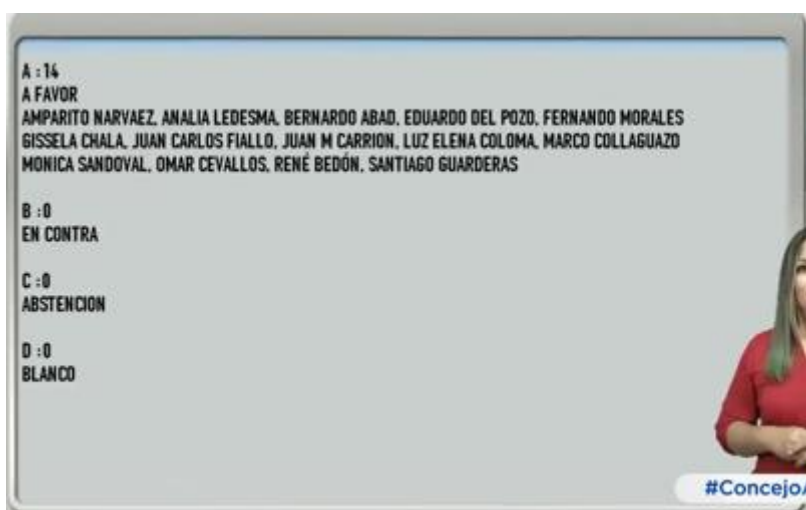 A :14
A FAVOR
AMPARITO NARVAEZ, ANALIA LEDESMA, BERNARDO ABAD, EDUARDO DEL POZO, FERNANDO MORALES
GISSELA CHALA, JUAN CARLOS FIALLO, JUAN M CARRION, LUZ ELENA COLOMA, MARCO COLLAGUAZO
MONICA SANDOVAL, OMAR CEVALLOS, RENÉ BEDÓN, SANTIAGO GUARDERAS
B :0
EN CONTRA
C :0
ABSTENCION
D :0
BLANCO
#ConcejoA